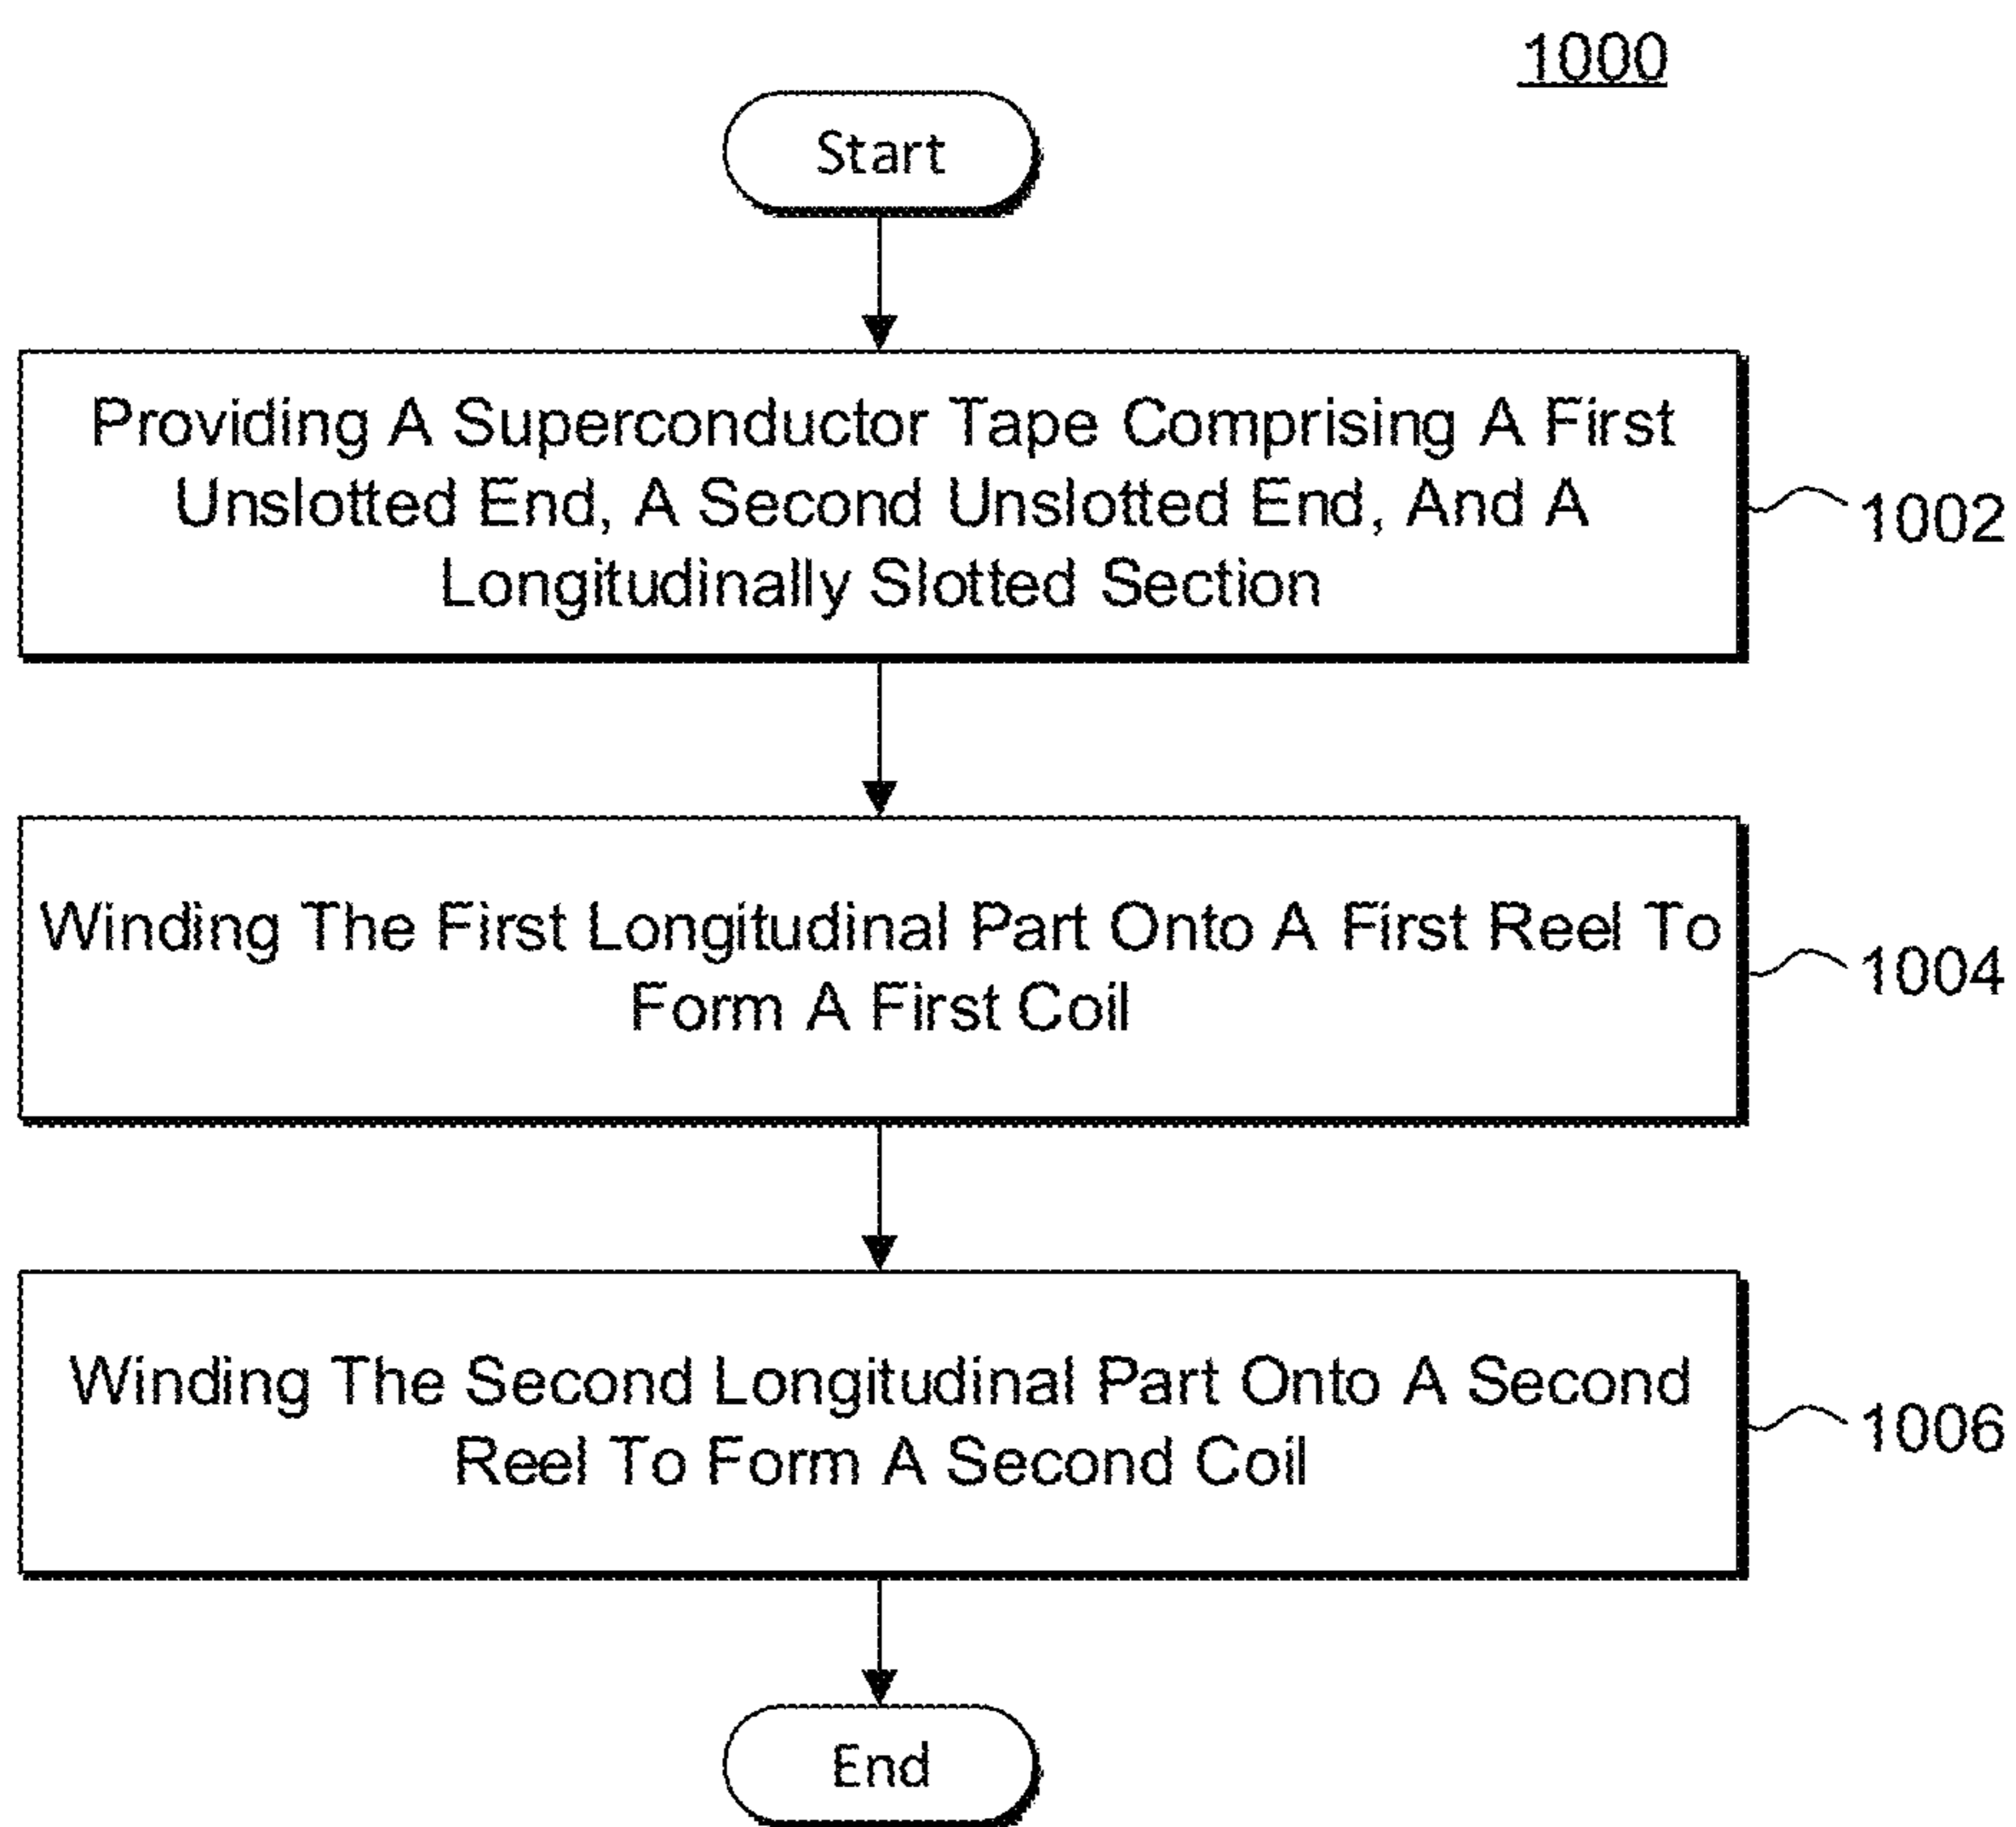 1000
Start
Providing A Superconductor Tape Comprising A First
Unslotted End, A Second Unslotted End, And A
Longitudinally Slotted Section
1002
Winding The First Longitudinal Part Onto A First Reel To
Form A First Coil
1004
Winding The Second Longitudinal Part Onto A Second
Reel To Form A Second Coil
1006
End